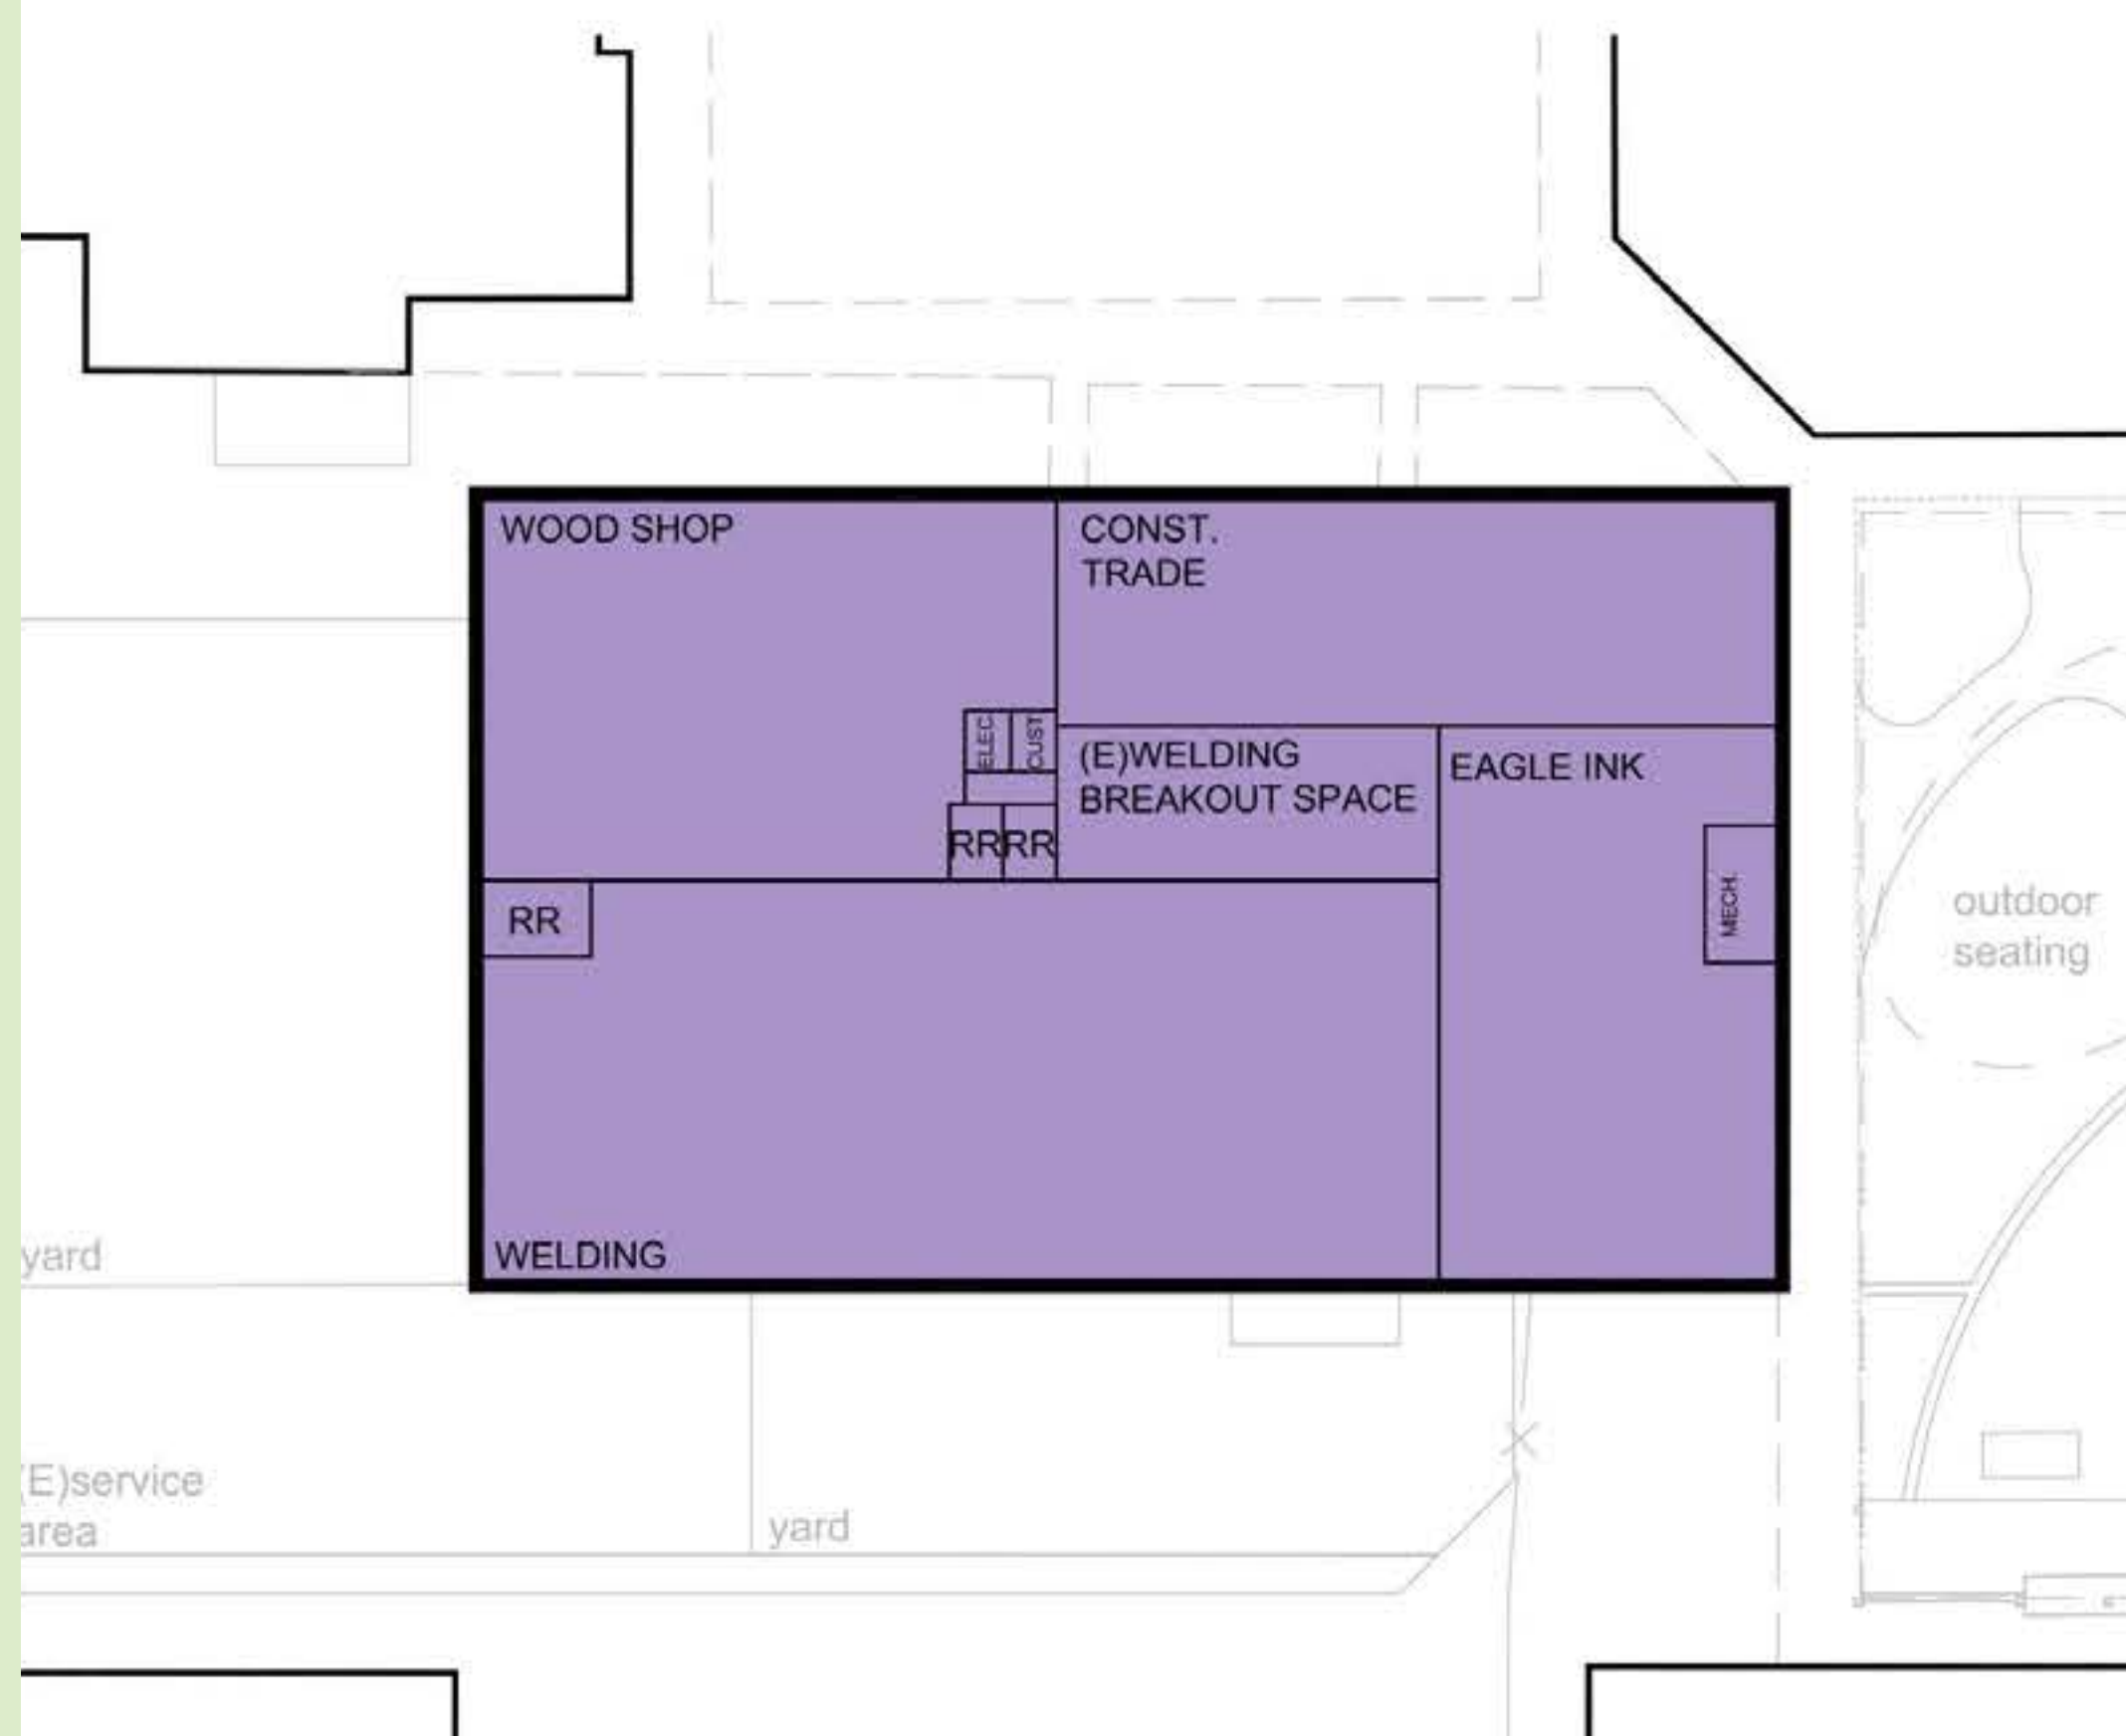 WOOD SHOP
CONST.
TRADE
ELEC
CUST
(E)WELDING
BREAKOUT SPACE
EAGLE INK
RR
RR
RR
MECH.
outdoor
seating
WELDING
yard
(E)service
area
yard